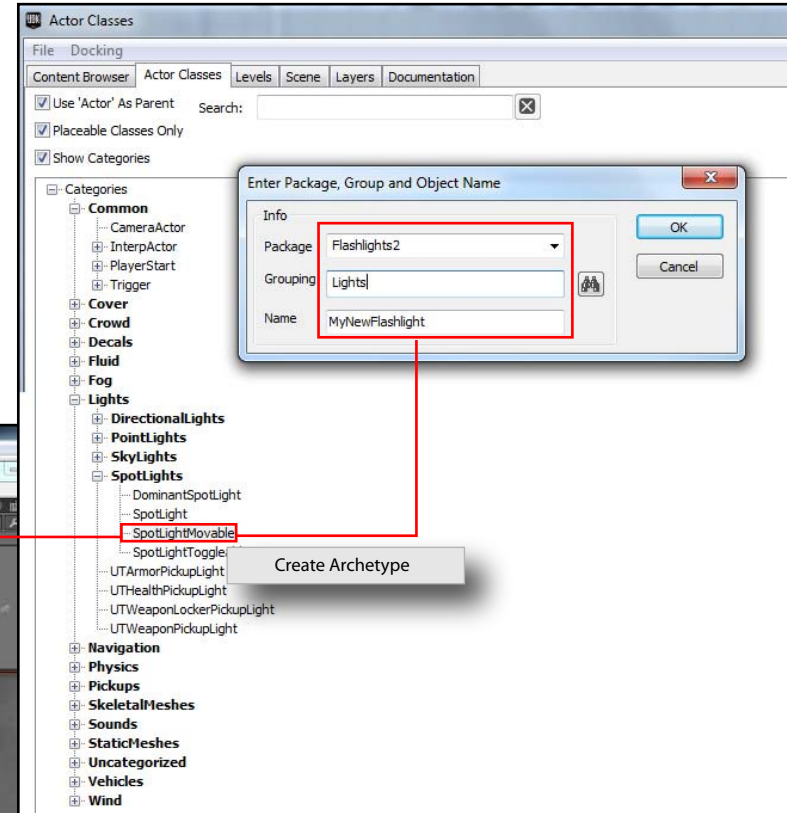 UDK Actor Classes
File Docking
Content Browser Actor Classes Levels Scene Layers Documentation
Use 'Actor' As Parent Search:
Placeable Classes Only
Show Categories
Enter Package, Group and Object Name
Info
Package Flashlights2
Grouping Lights
Name MyNewFlashlight
OK
Cancel
Categories
Common
CameraActor
InterpActor
PlayerStart
Trigger
Cover
Crowd
Decals
Fluid
Fog
Lights
DirectionalLights
PointLights
SkyLights
SpotLights
DominantSpotLight
SpotLight
SpotLightMovable
Create Archetype
UTArmorPickupLight
UTHealthPickupLight
UTWeaponLockerPickupLight
UTWeaponPickupLight
Navigation
Physics
Pickups
SkeletalMeshes
Sounds
StaticMeshes
Uncategorized
Vehicles
Wind